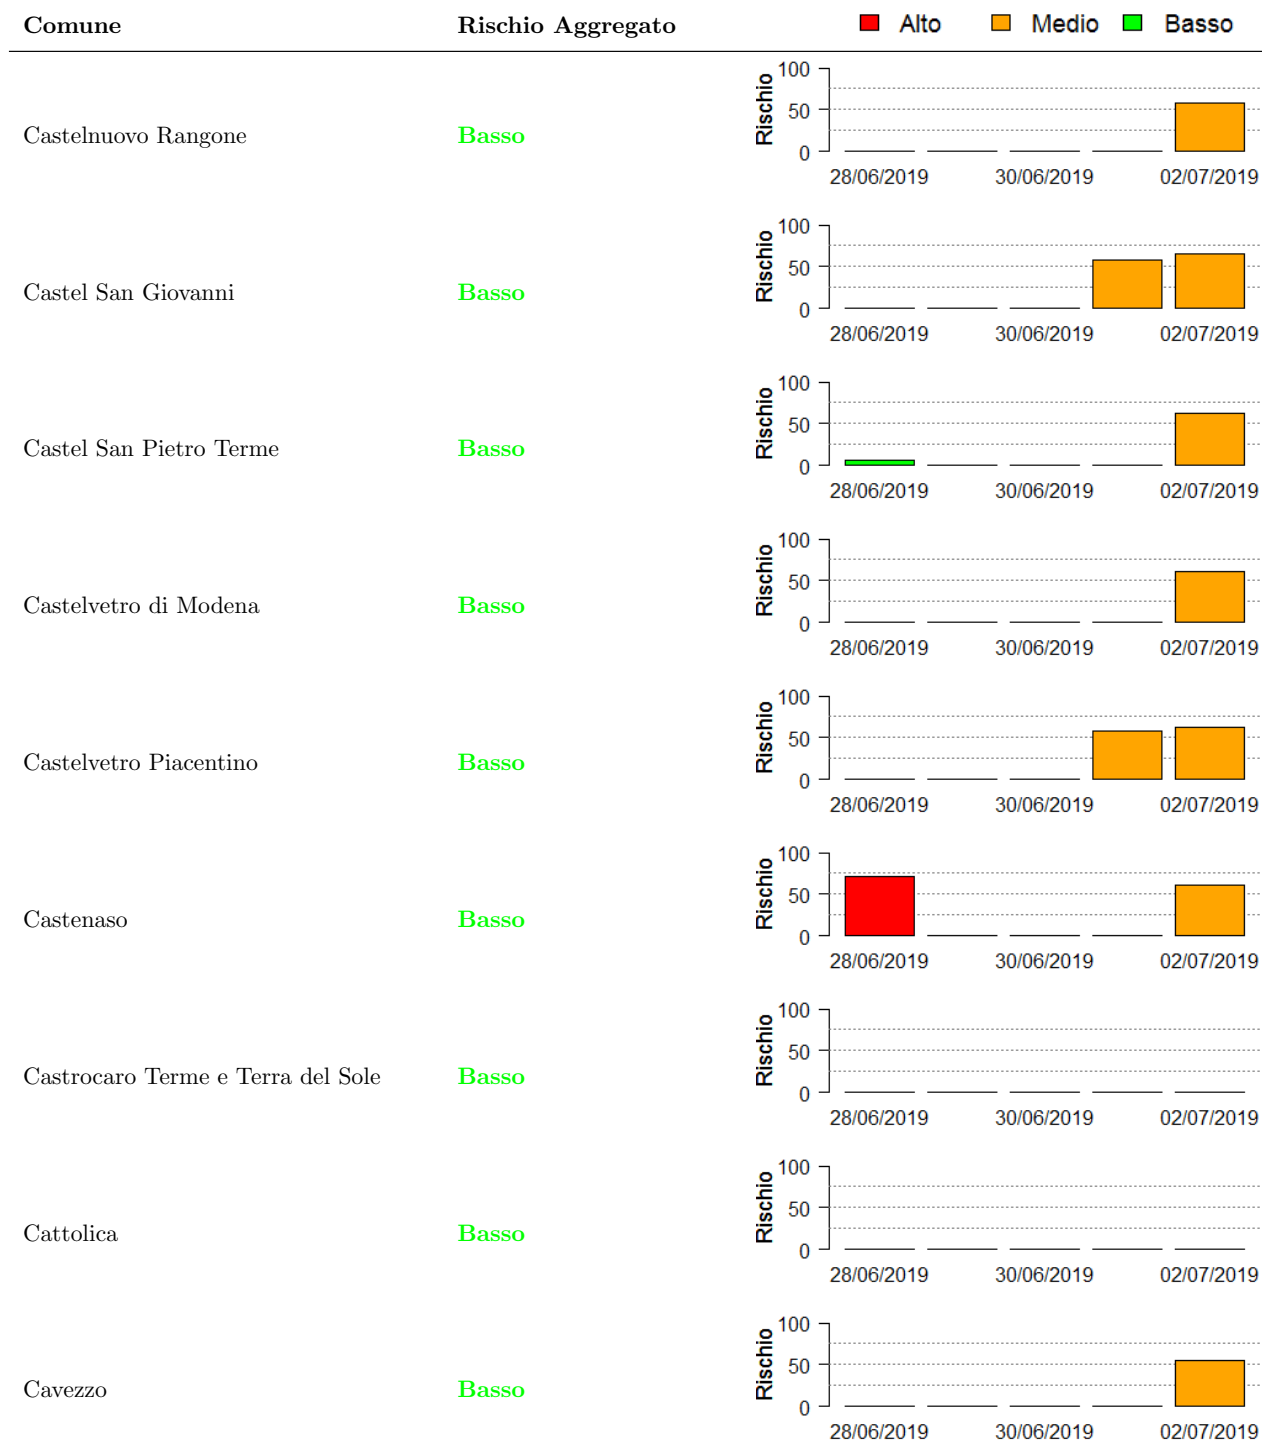 Comune Rischio Aggregato Alto Medio Basso
100
50
0
Rischio
Castelnuovo Rangone Basso
28/06/2019 30/06/2019 02/07/2019
100
50
0
Rischio
Castel San Giovanni Basso
28/06/2019 30/06/2019 02/07/2019
100
50
0
Rischio
Castel San Pietro Terme Basso
28/06/2019 30/06/2019 02/07/2019
100
50
0
Rischio
Castelvetro di Modena Basso
28/06/2019 30/06/2019 02/07/2019
100
50
0
Rischio
Castelvetro Piacentino Basso
28/06/2019 30/06/2019 02/07/2019
100
50
0
Rischio
Castenaso Basso
28/06/2019 30/06/2019 02/07/2019
100
50
0
Rischio
Castrocaro Terme e Terra del Sole Basso
28/06/2019 30/06/2019 02/07/2019
100
50
0
Rischio
Cattolica Basso
28/06/2019 30/06/2019 02/07/2019
100
50
0
Rischio
Cavezzo Basso
28/06/2019 30/06/2019 02/07/2019